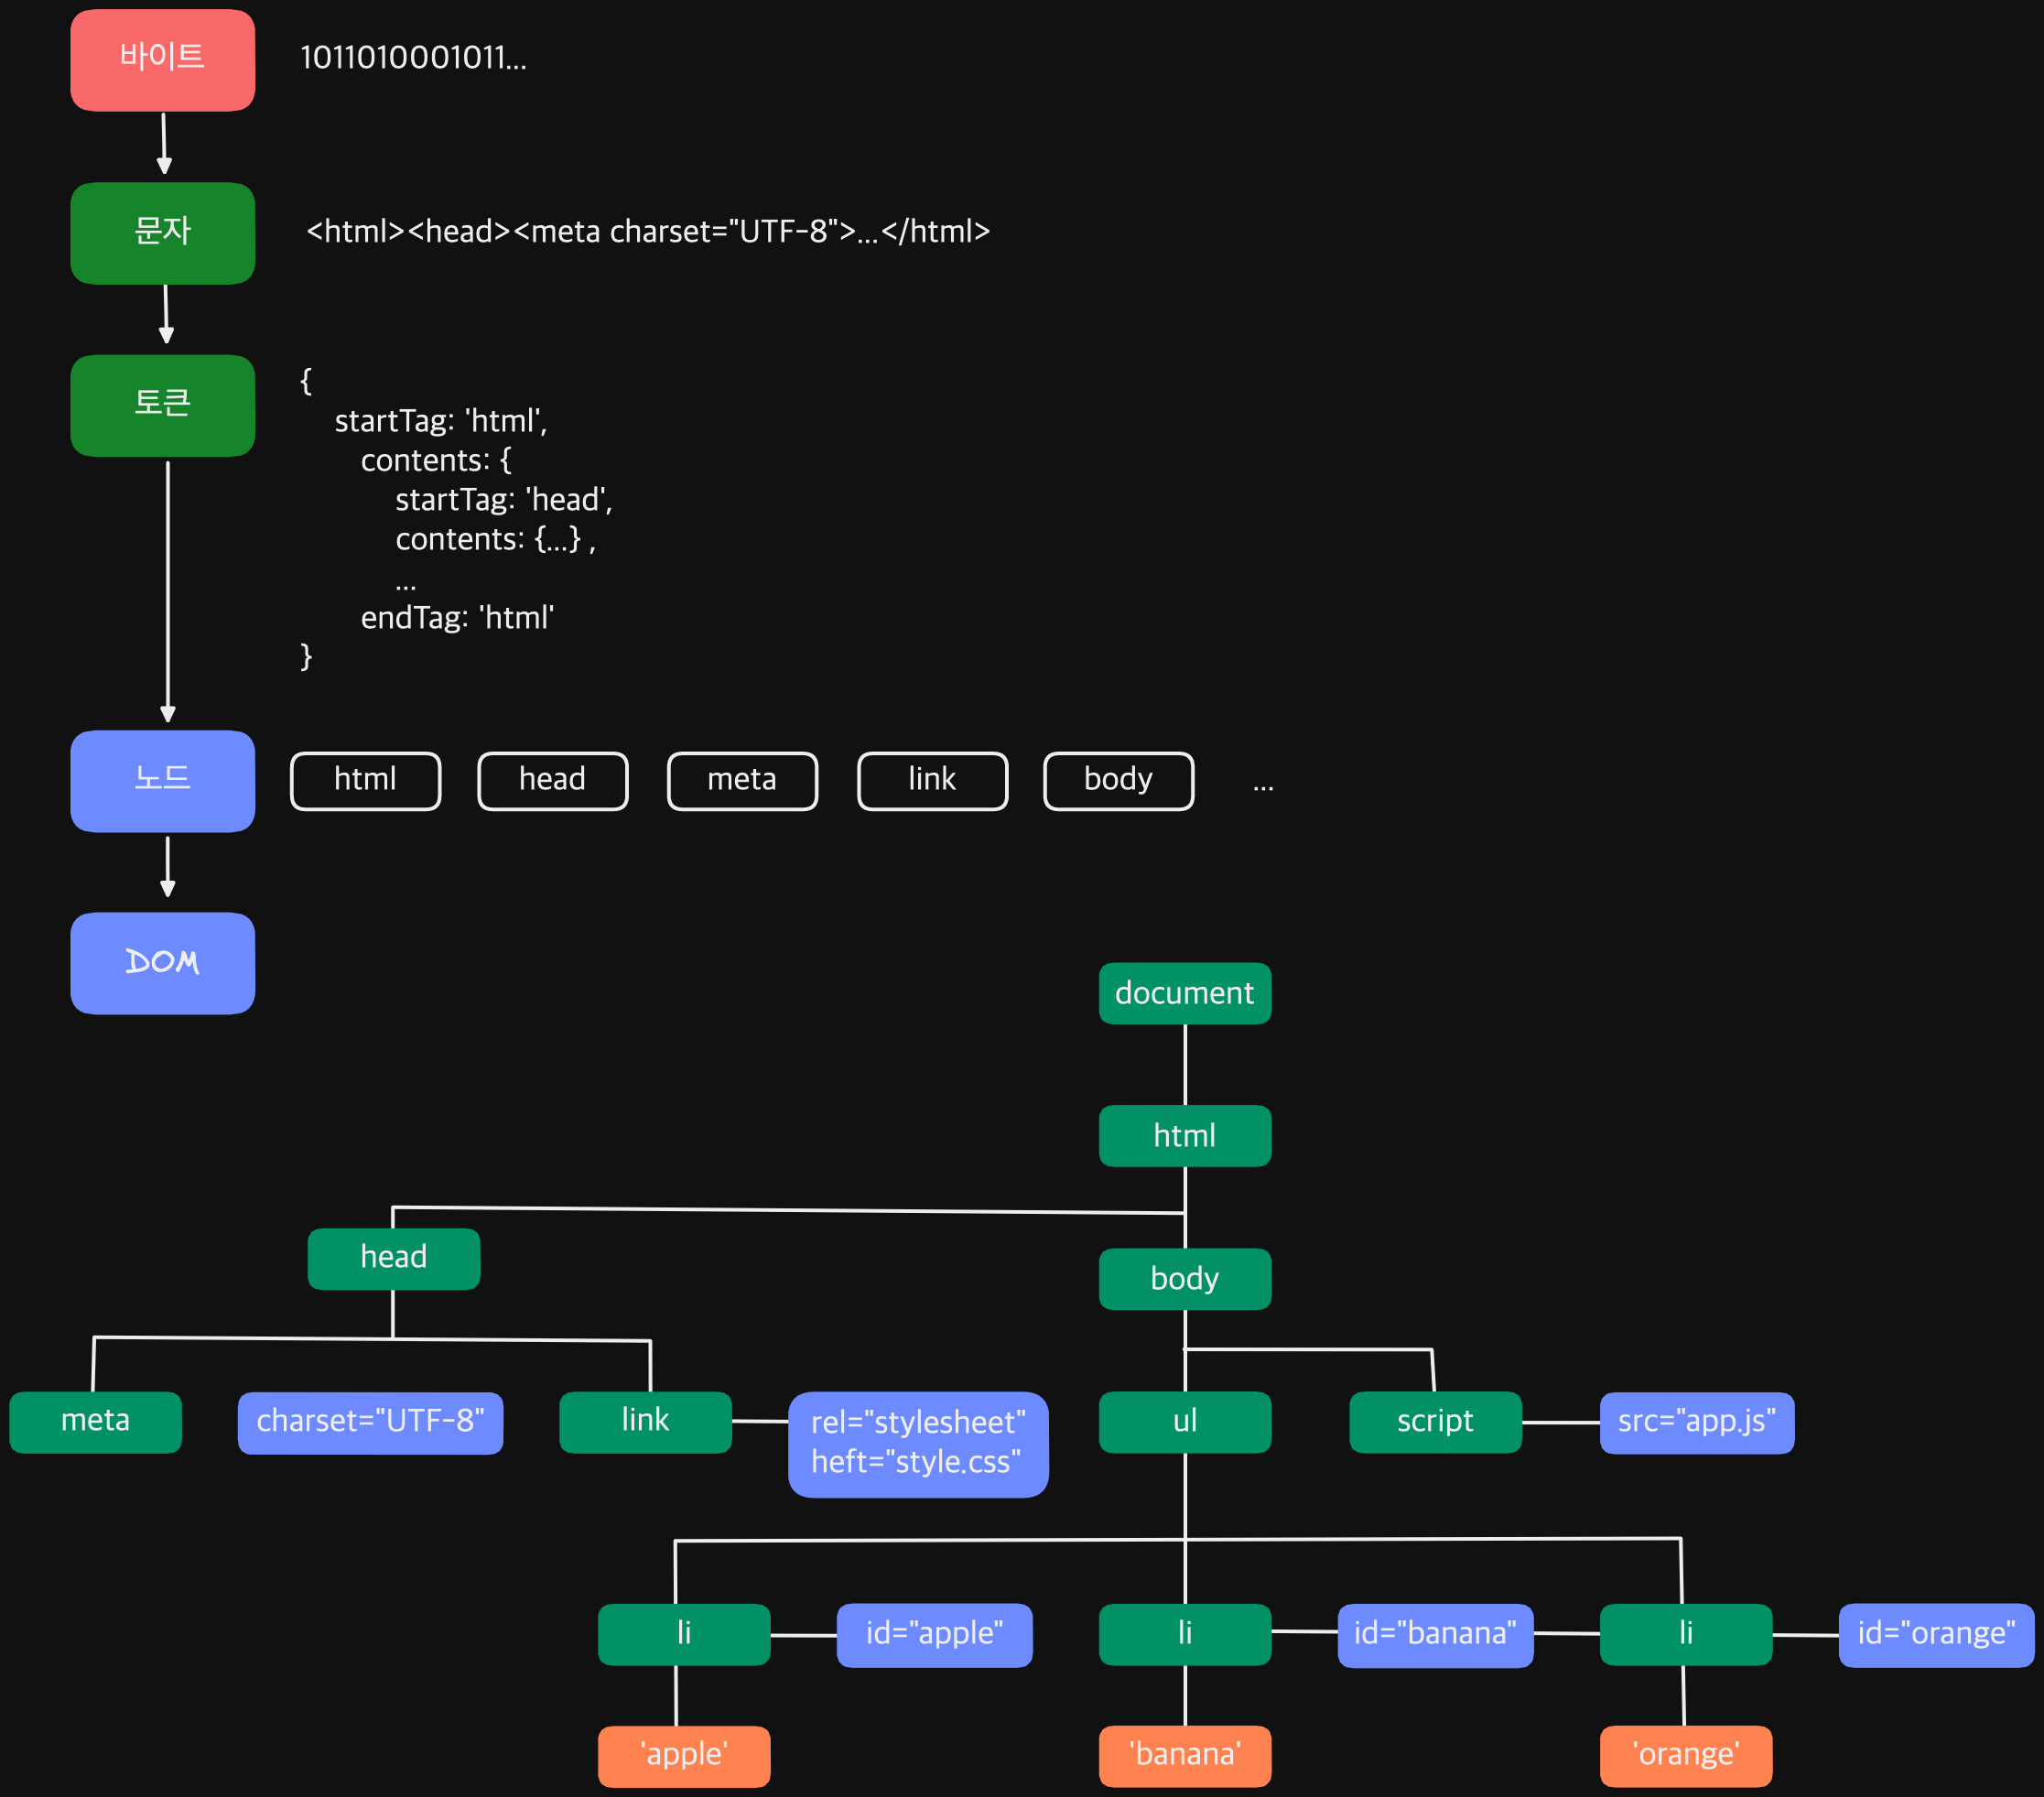 바이트
1011010001011...
문자
<html><head><meta charset="UTF-8">...</html>
토큰
{
startTag: 'html',
contents: {
startTag: 'head',
contents: {...} ,
...
endTag: 'html'
}
노드
html
head
meta
link
body
...
DOM
document
html
head
body
meta
charset="UTF-8"
link
rel="stylesheet"
heft="style.css"
ul
script
src="app.js"
li
id="apple"
li
id="banana"
li
id="orange"
'apple'
'banana'
'orange'